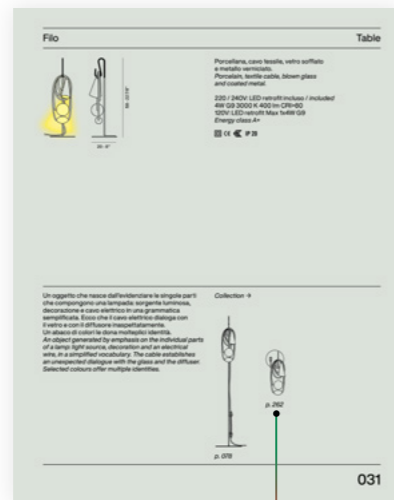 Filo
Table
Porcellana, cavo tessile, vetro soffiato
e metallo verniciato.
Porcelain, textile cable, blown glass
and coated metal.
220 / 240V: LED retrofit incluso / included
4W G9 3000 K 400 lm CRI>80
120V: LED retrofit Max 1x4W G9
Energy class A+
CE
IP 20
Un oggetto che nasce dall'evidenziare le singole parti
che compongono una lampada: sorgente luminosa,
decorazione e cavo elettrico in una grammatica
semplificata. Ecco che il cavo elettrico dialoga con
il vetro e con il diffusore inaspettatamente.
Un abaco di colori le dona molteplici identità.
An object generated by emphasis on the individual parts
of a lamp: light source, decoration and an electrical
wire, in a simplified vocabulary. The cable establishes
an unexpected dialogue with the glass and the diffuser.
Selected colours offer multiple identities.
Collection →
p. 262
p. 078
031